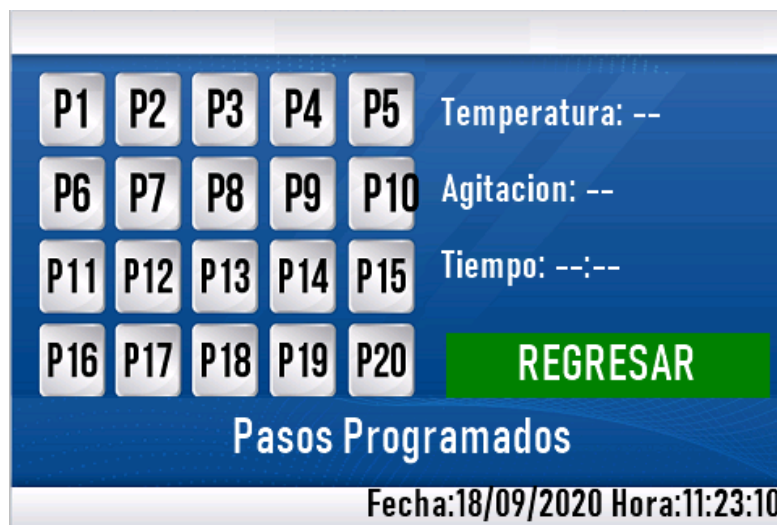 P1 P2 P3 P4 P5 Temperatura: --
P6 P7 P8 P9 P10 Agitacion: --
P11 P12 P13 P14 P15 Tiempo: --:--
P16 P17 P18 P19 P20 REGRESAR
Pasos Programados
Fecha:18/09/2020 Hora:11:23:10